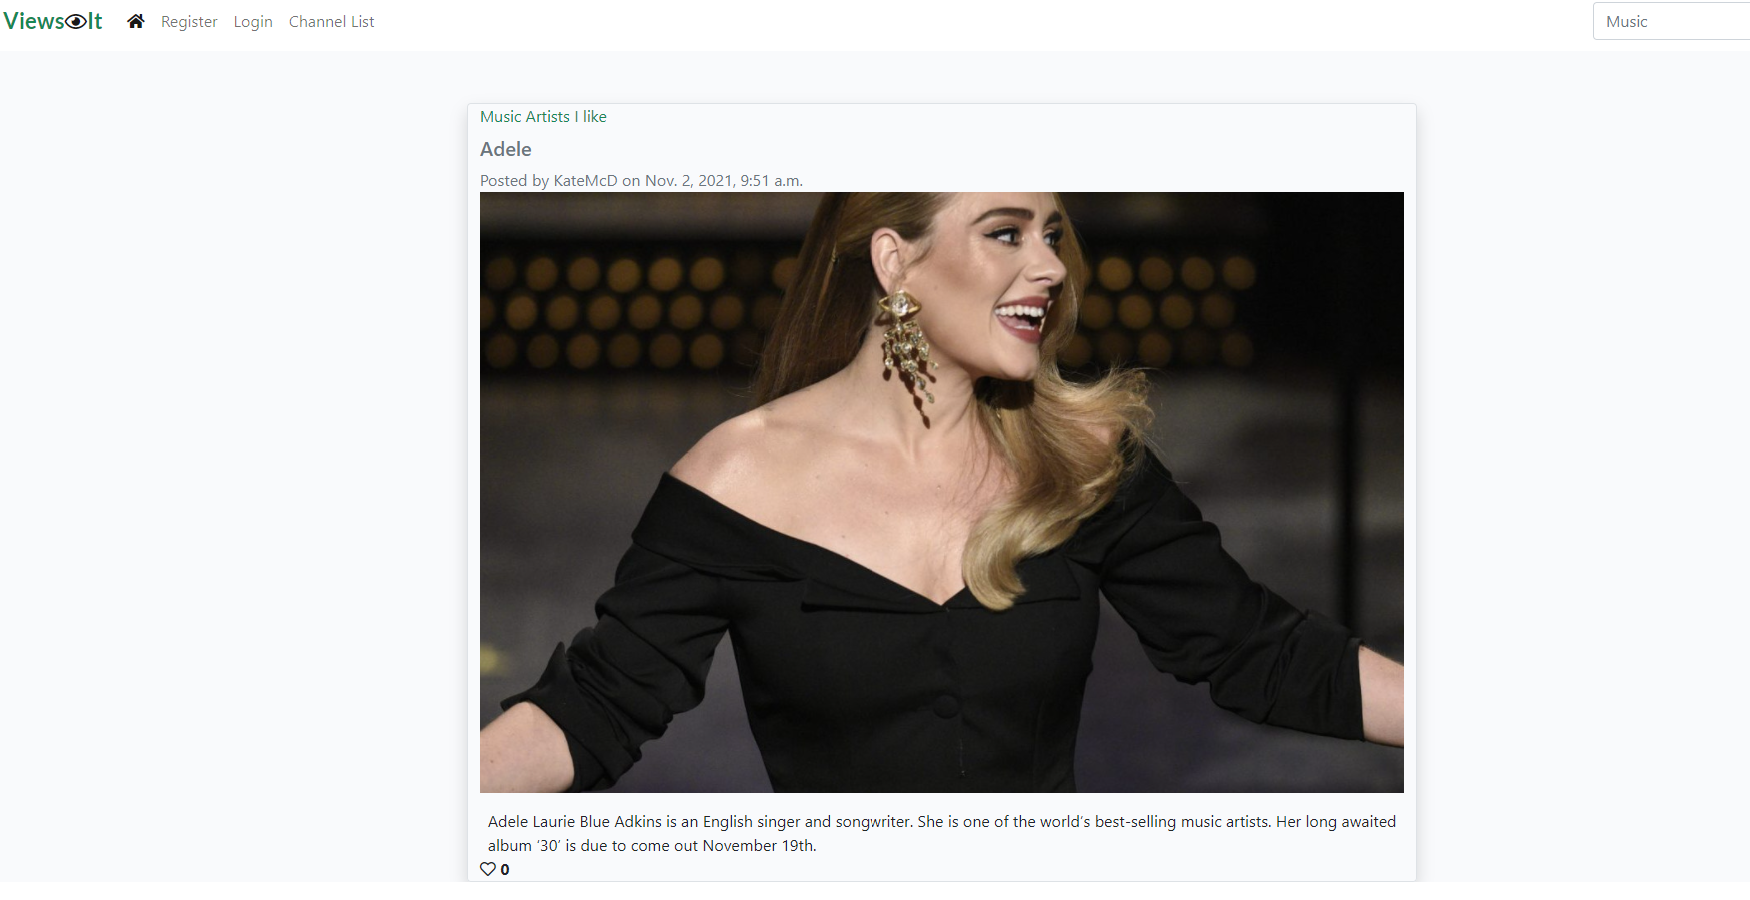 Views It Register Login Channel List Music
Music Artists I like
Adele
Posted by KateMcD on Nov. 2, 2021, 9:51 a.m.
Adele Laurie Blue Adkins is an English singer and songwriter. She is one of the world’s best-selling music artists. Her long awaited
album ‘30’ is due to come out November 19th.
0